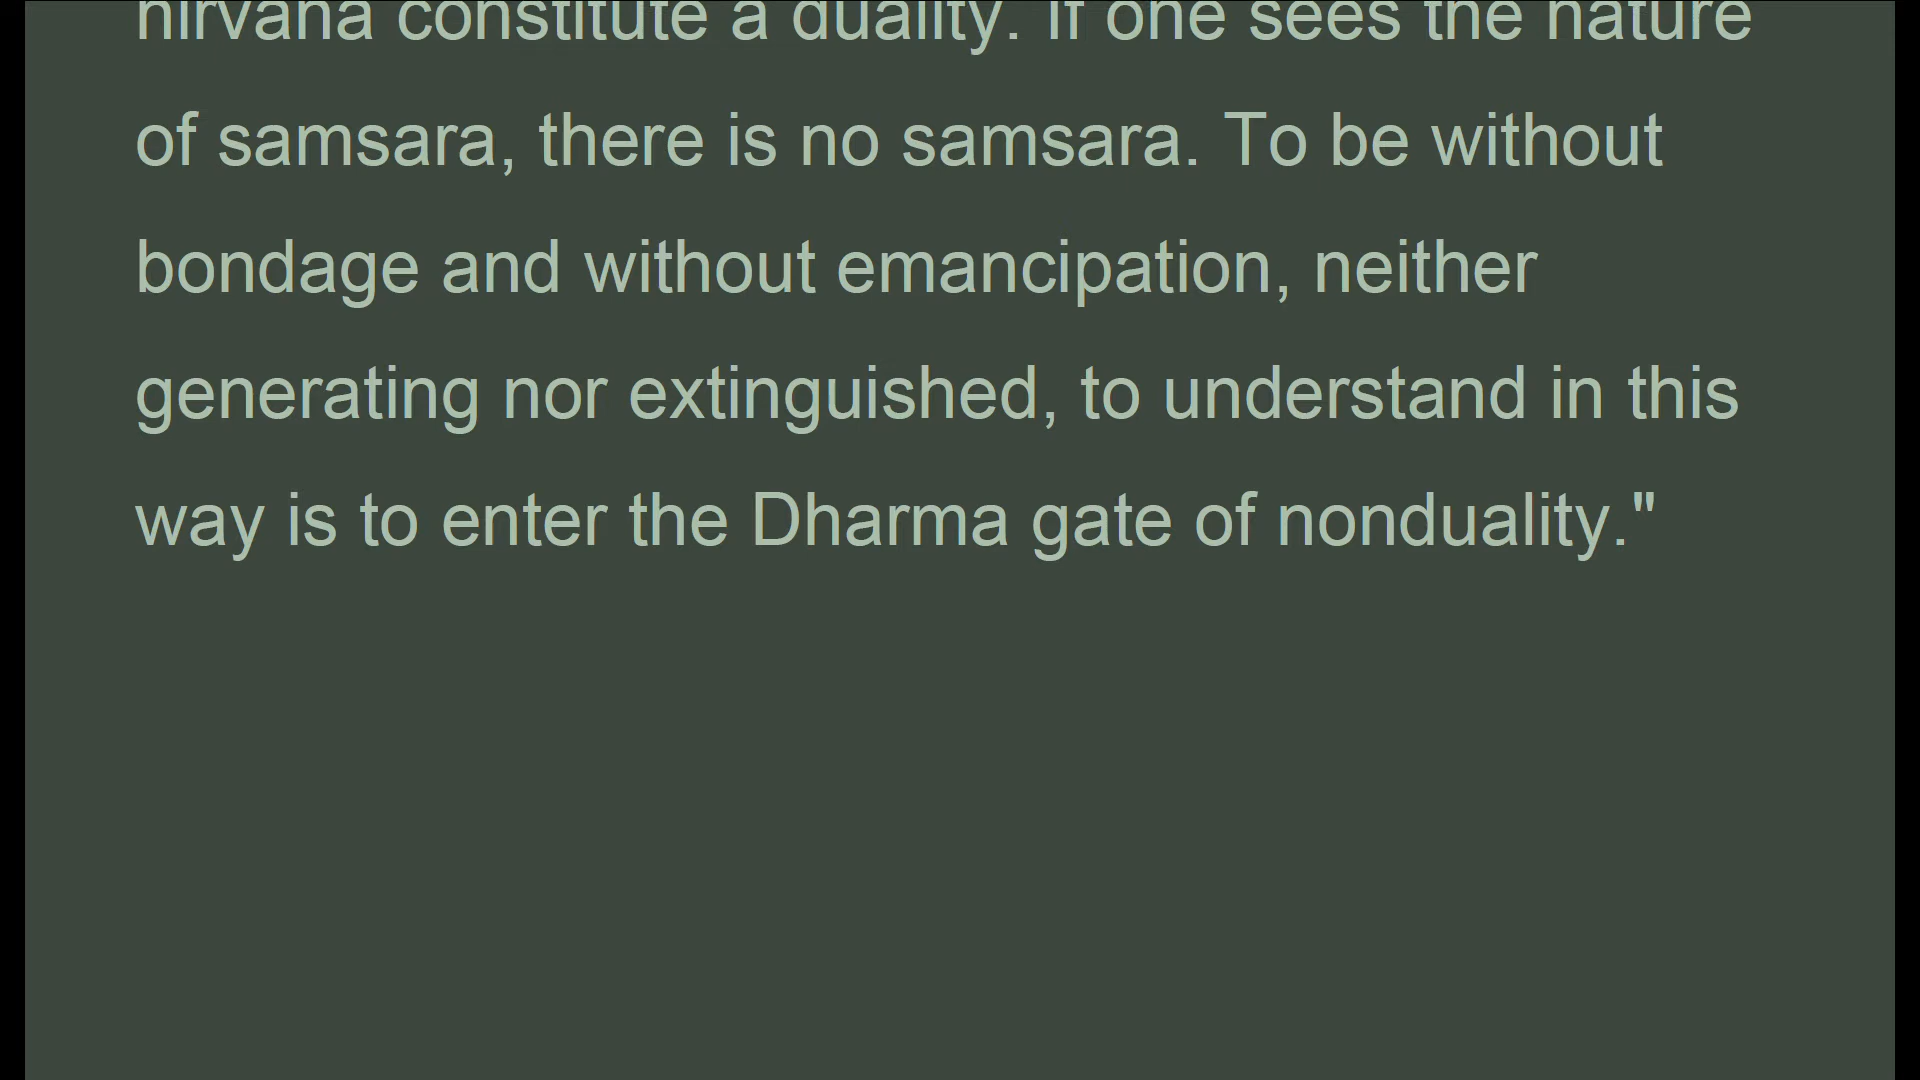 nirvana constitute a duality. If one sees the nature
of samsara, there is no samsara. To be without
bondage and without emancipation, neither
generating nor extinguished, to understand in this
way is to enter the Dharma gate of nonduality."